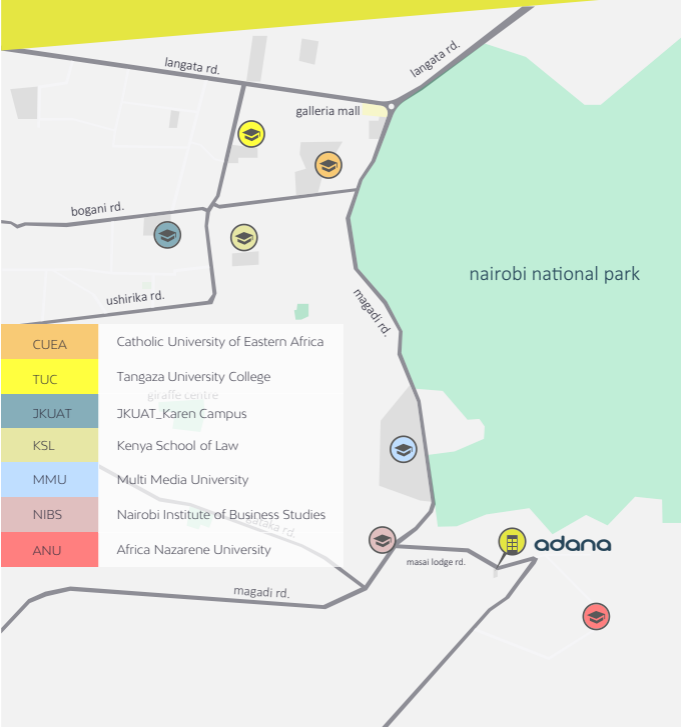 langata rd.
langata rd.
galleria mall
bogani rd.
nairobi national park
ushirika rd.
magadi rd.
CUEA Catholic University of Eastern Africa
TUC Tangaza University College
giraffe centre
JKUAT JKUAT_Karen Campus
KSL Kenya School of Law
MMU Multi Media University
NIBS Nairobi Institute of Business Studies
ANU Africa Nazarene University
adana
masai lodge rd.
magadi rd.